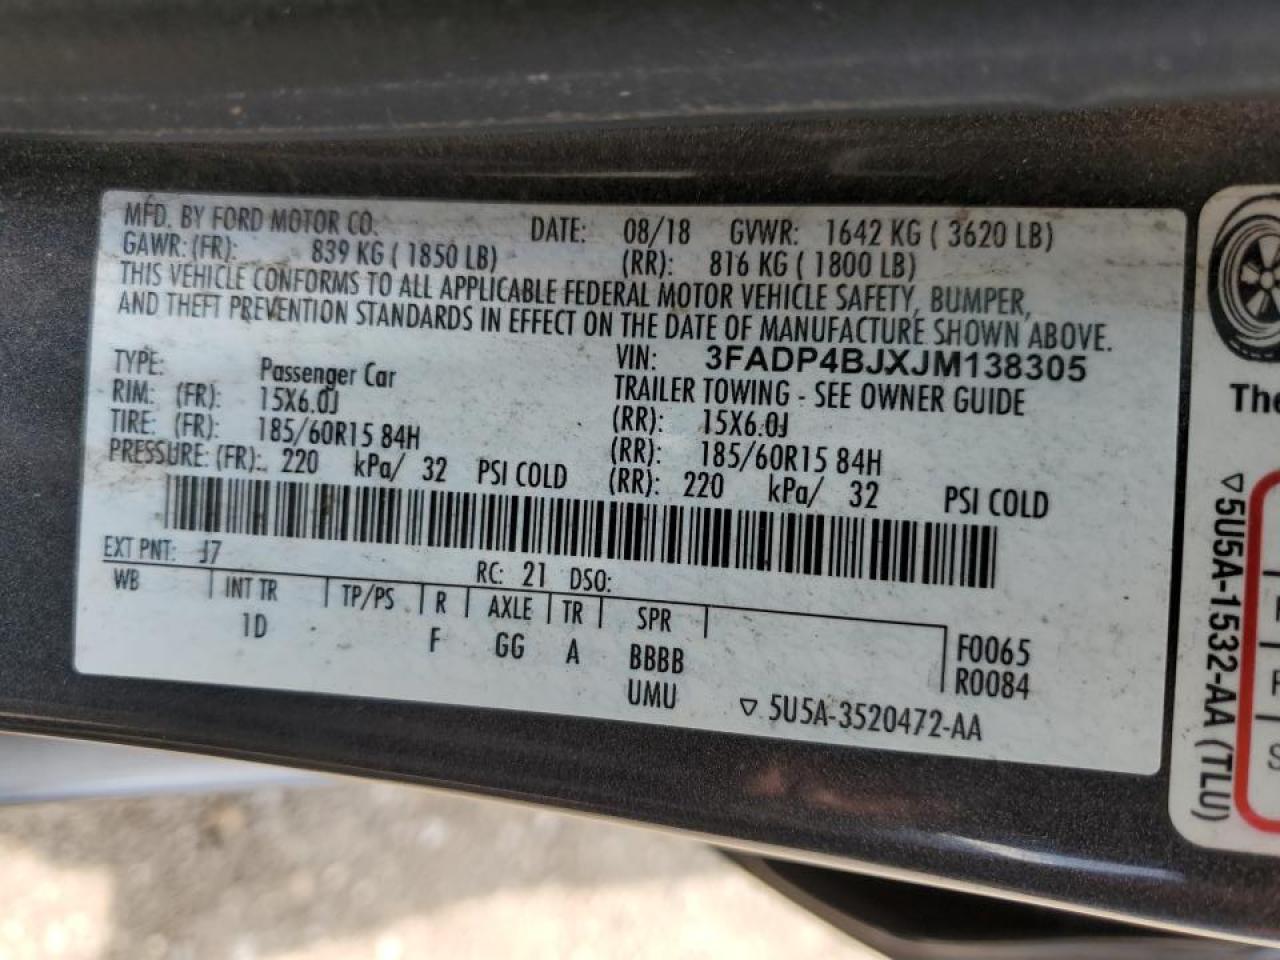 MFD. BY FORD MOTOR CO. DATE: 08/18 GVWR: 1642 KG ( 3620 LB)
GAWR: (FR): 839 KG ( 1850 LB) (RR): 816 KG ( 1800 LB)
THIS VEHICLE CONFORMS TO ALL APPLICABLE FEDERAL MOTOR VEHICLE SAFETY, BUMPER,
AND THEFT PREVENTION STANDARDS IN EFFECT ON THE DATE OF MANUFACTURE SHOWN ABOVE.
VIN: 3FADP4BJXJM138305
TYPE: Passenger Car TRAILER TOWING - SEE OWNER GUIDE
RIM: (FR): 15X6.0J (RR): 15X6.0J
TIRE: (FR): 185/60R15 84H (RR): 185/60R15 84H
PRESSURE: (FR): 220 kPa/ 32 PSI COLD (RR): 220 kPa/ 32 PSI COLD
EXT PNT: J7 RC: 21 DSO:
WB INT TR TP/PS R AXLE TR SPR
1D F GG A BBBB F0065
UMU R0084
5U5A-3520472-AA
The
5U5A-1532-AA (TLU)
S